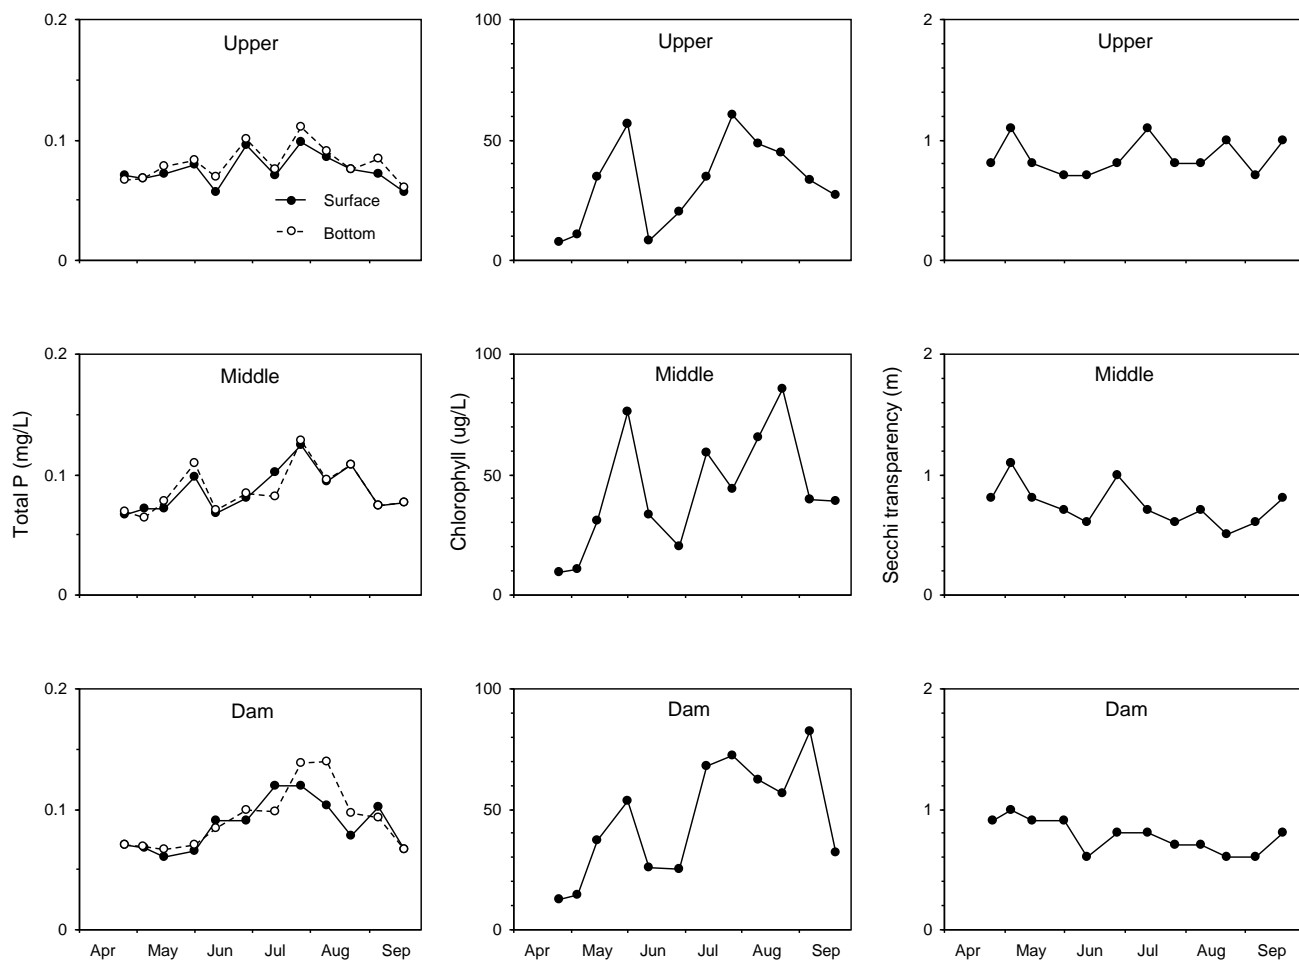 0.2
Upper
0.1
Surface
Bottom
0
100
Upper
50
0
2
Upper
1
0
0.2
Middle
0.1
0
Total P (mg/L)
100
Middle
50
0
Chlorophyll (ug/L)
2
Middle
1
0
Secchi transparency (m)
0.2
Dam
0.1
0
Apr May Jun Jul Aug Sep
100
Dam
50
0
Apr May Jun Jul Aug Sep
2
Dam
1
0
Apr May Jun Jul Aug Sep